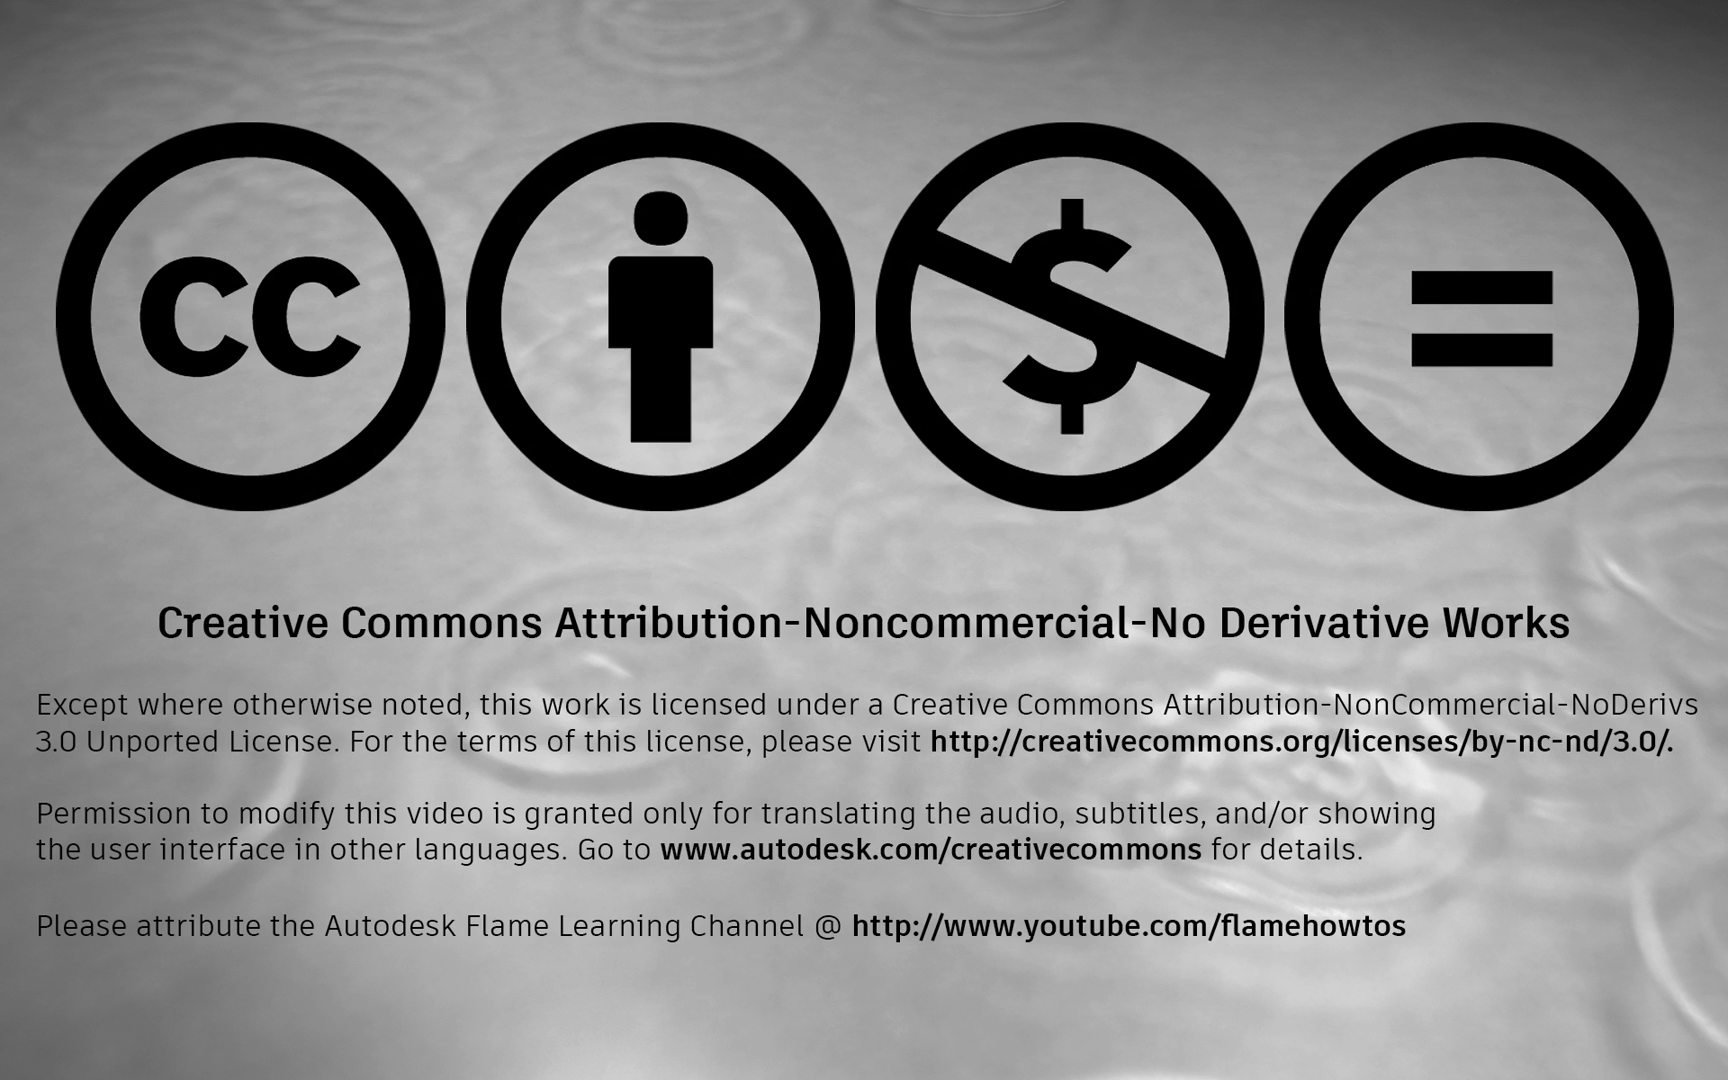 cc
$
=
Creative Commons Attribution-Noncommercial-No Derivative Works
Except where otherwise noted, this work is licensed under a Creative Commons Attribution-NonCommercial-NoDerivs
3.0 Unported License. For the terms of this license, please visit http://creativecommons.org/licenses/by-nc-nd/3.0/.
Permission to modify this video is granted only for translating the audio, subtitles, and/or showing
the user interface in other languages. Go to www.autodesk.com/creativecommons for details.
Please attribute the Autodesk Flame Learning Channel @ http://www.youtube.com/flamehowtos